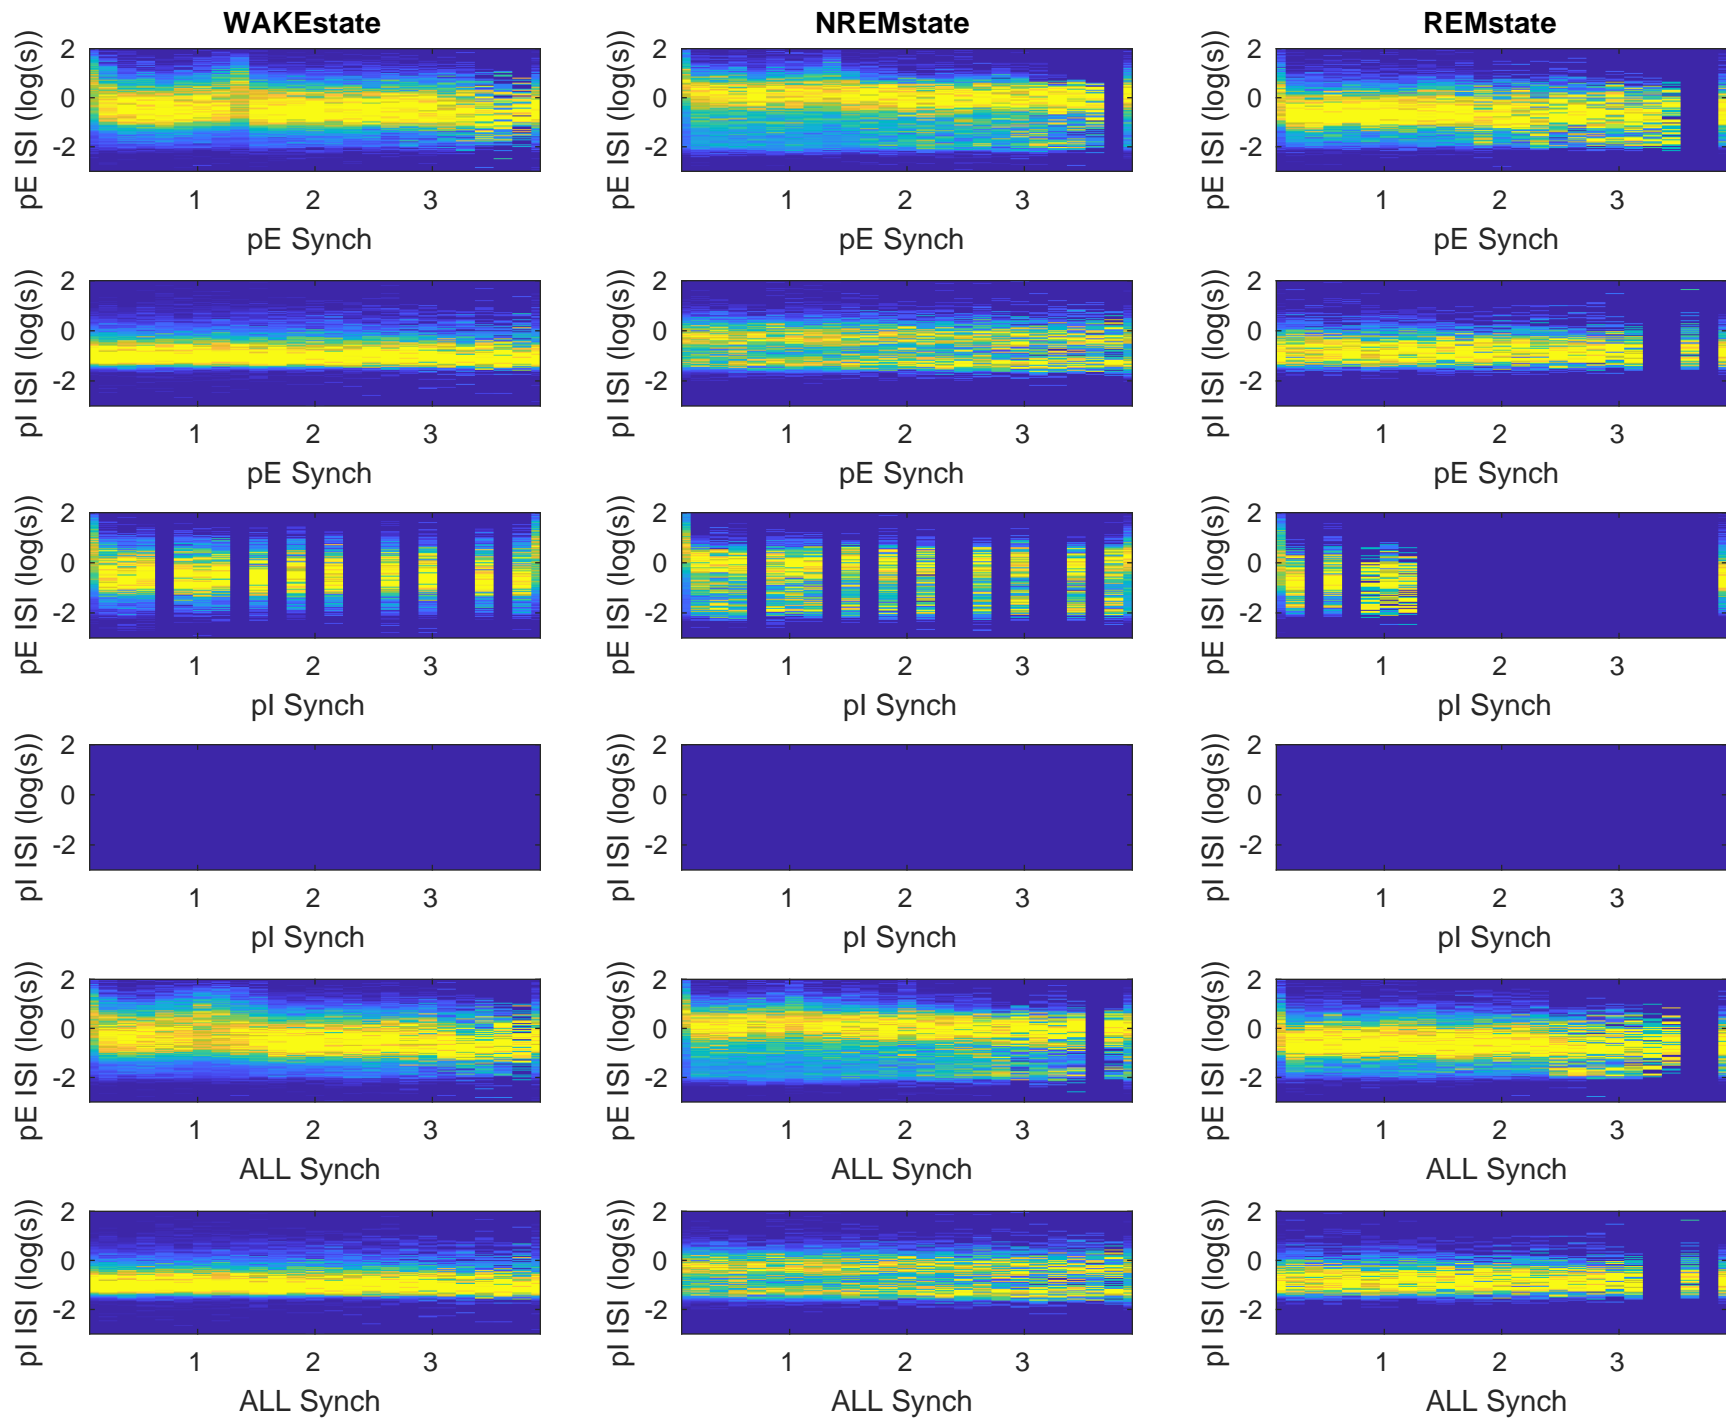 WAKEstate NREMstate REMstate
pE ISI (log(s)) 2 0 -2 pE ISI (log(s)) 2 0 -2 pE ISI (log(s)) 2 0 -2
1 2 3 1 2 3 1 2 3
pE Synch pE Synch pE Synch
pI ISI (log(s)) 2 0 -2 pI ISI (log(s)) 2 0 -2 pI ISI (log(s)) 2 0 -2
1 2 3 1 2 3 1 2 3
pE Synch pE Synch pE Synch
pE ISI (log(s)) 2 0 -2 pE ISI (log(s)) 2 0 -2 pE ISI (log(s)) 2 0 -2
1 2 3 1 2 3 1 2 3
pI Synch pI Synch pI Synch
pI ISI (log(s)) 2 0 -2 pI ISI (log(s)) 2 0 -2 pI ISI (log(s)) 2 0 -2
1 2 3 1 2 3 1 2 3
pI Synch pI Synch pI Synch
pE ISI (log(s)) 2 0 -2 pE ISI (log(s)) 2 0 -2 pE ISI (log(s)) 2 0 -2
1 2 3 1 2 3 1 2 3
ALL Synch ALL Synch ALL Synch
pI ISI (log(s)) 2 0 -2 pI ISI (log(s)) 2 0 -2 pI ISI (log(s)) 2 0 -2
1 2 3 1 2 3 1 2 3
ALL Synch ALL Synch ALL Synch